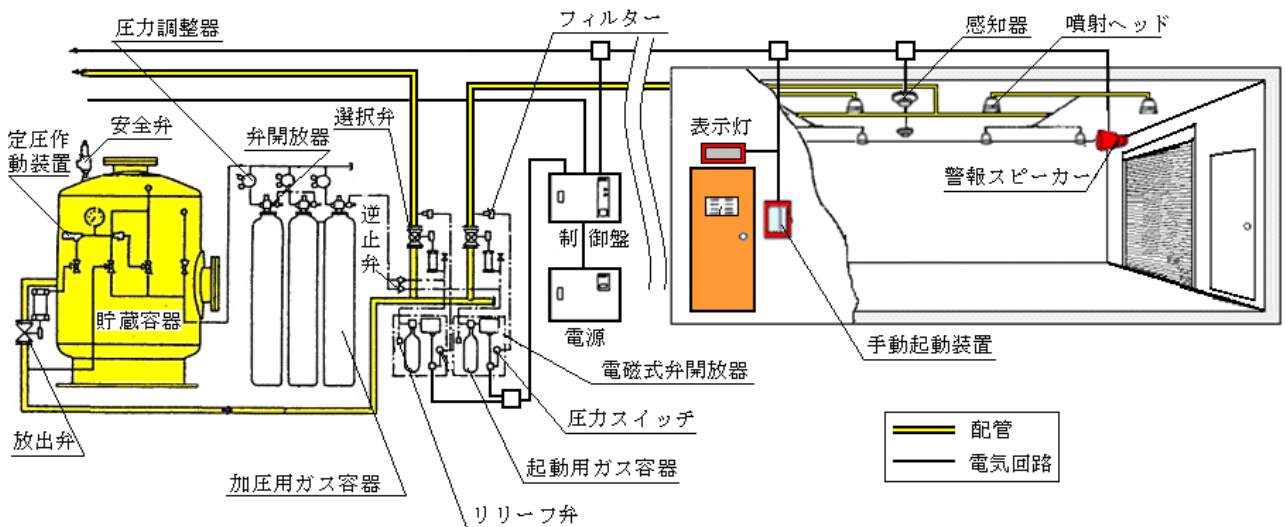 圧力調整器
フィルター
感知器
噴射ヘッド
定圧作
動装置
安全弁
弁開放器
選択弁
表示灯
警報スピーカー
逆止弁
制御盤
貯蔵容器
電源
手動起動装置
電磁式弁開放器
放出弁
圧力スイッチ
配管
起動用ガス容器
電気回路
加圧用ガス容器
リリーフ弁